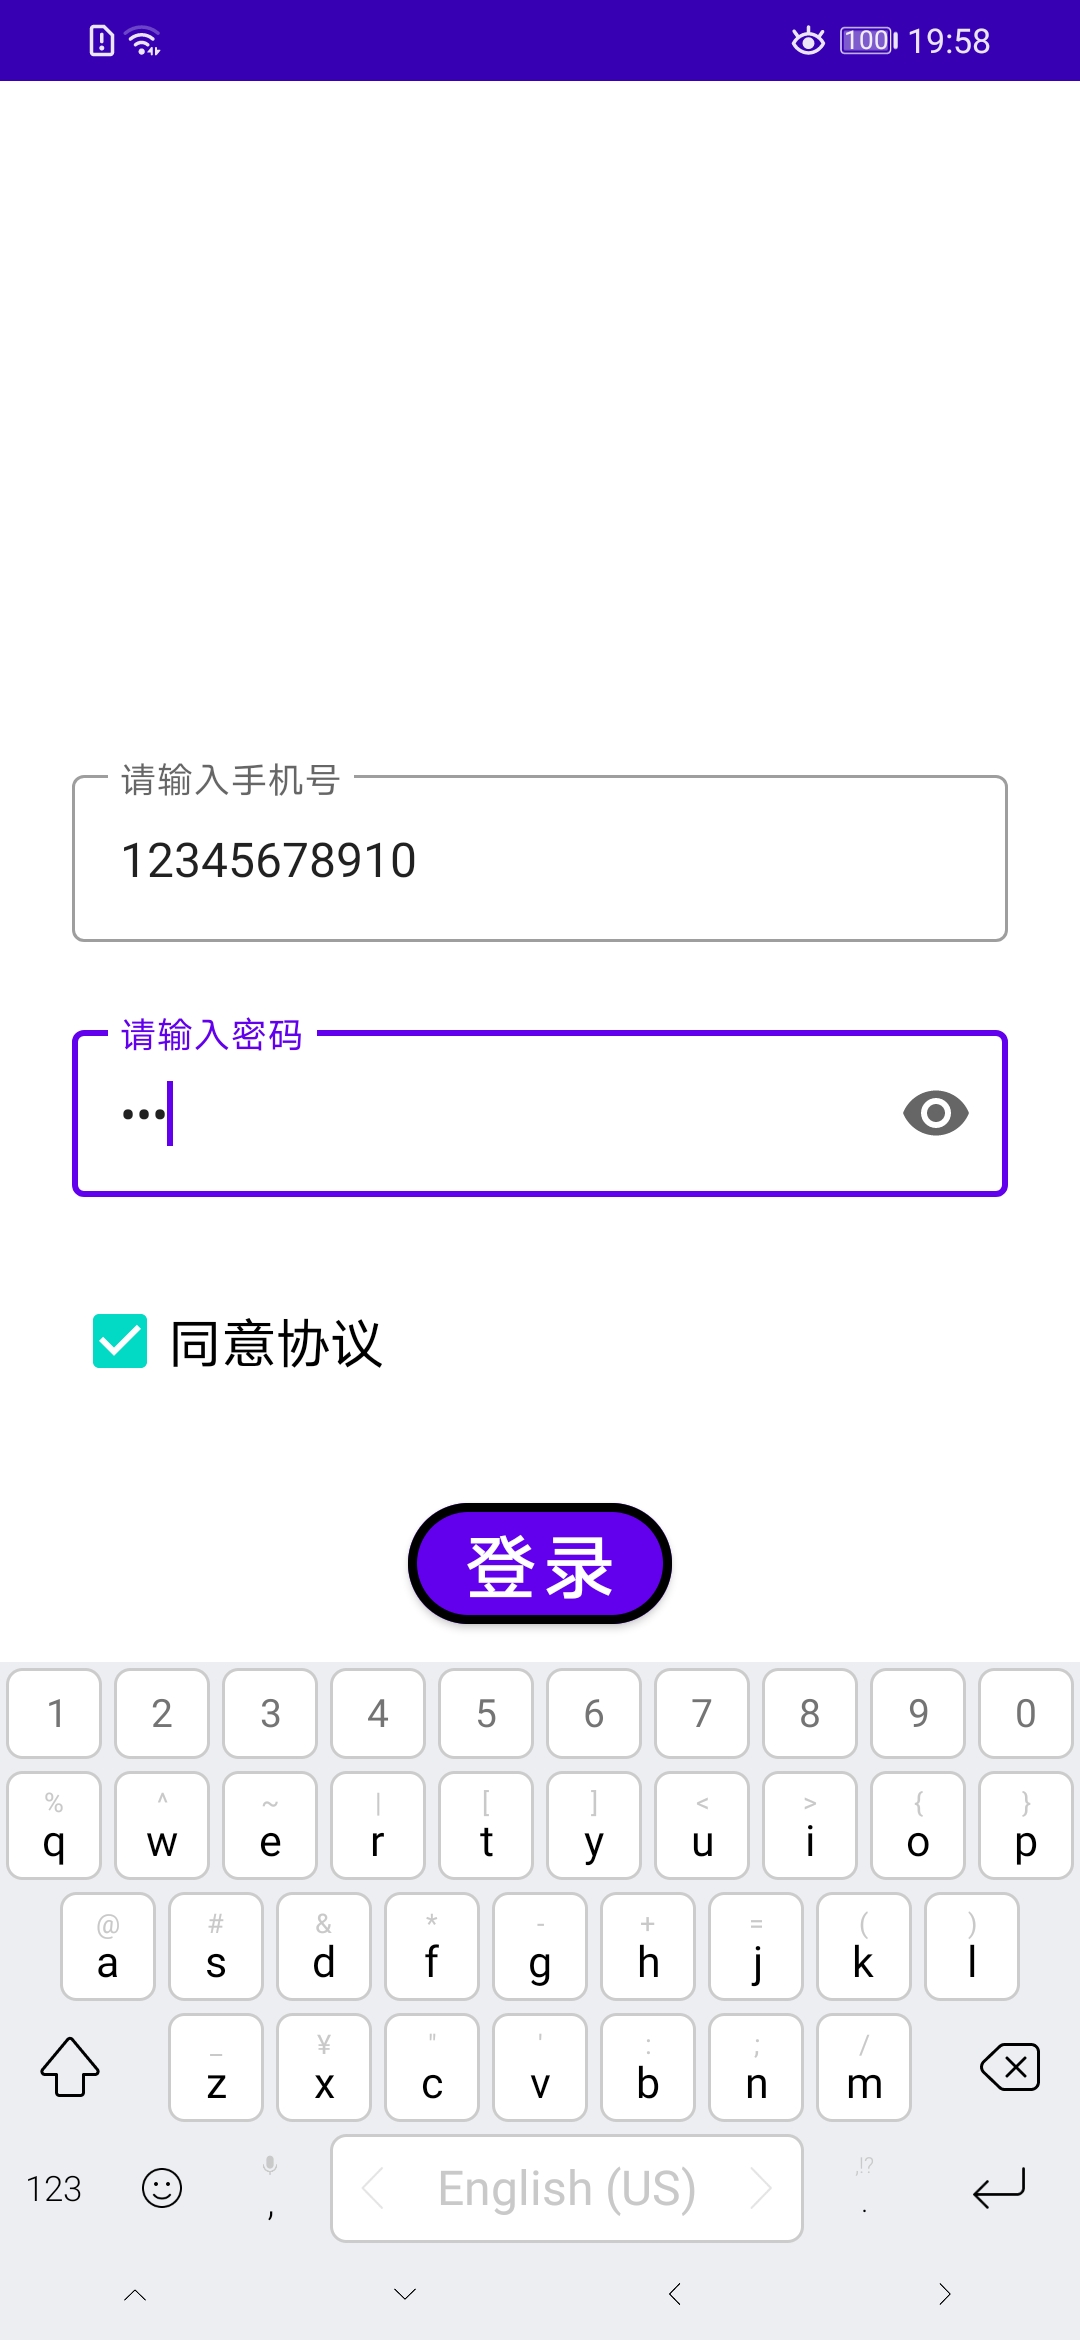 100 19:58
请输入手机号
12345678910
请输入密码
•••
同意协议
登录
1 2 3 4 5 6 7 8 9 0
% ^ ~ | [ ] < > { }
q w e r t y u i o p
@ # & * - + = ( )
a s d f g h j k l
_ ¥ " ' : ; /
z x c v b n m
,!?
123 , English (US) .